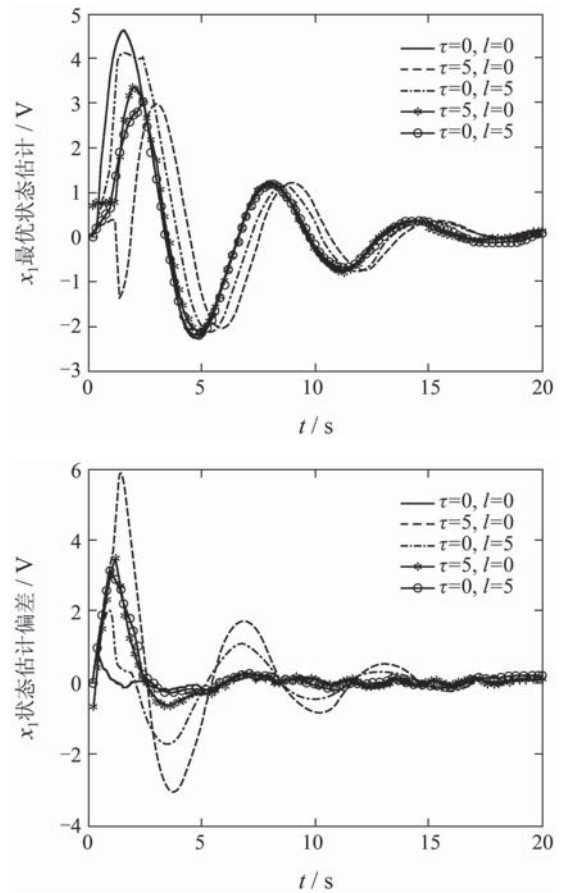 5
4
3
2
1
0
−1
−2
−3
x₁最优状态估计 / V
τ=0, l=0
τ=5, l=0
τ=0, l=5
τ=5, l=0
τ=0, l=5
0 5 10 15 20
t / s
6
4
2
0
−2
−4
x₁状态估计偏差 / V
τ=0, l=0
τ=5, l=0
τ=0, l=5
τ=5, l=0
τ=0, l=5
0 5 10 15 20
t / s